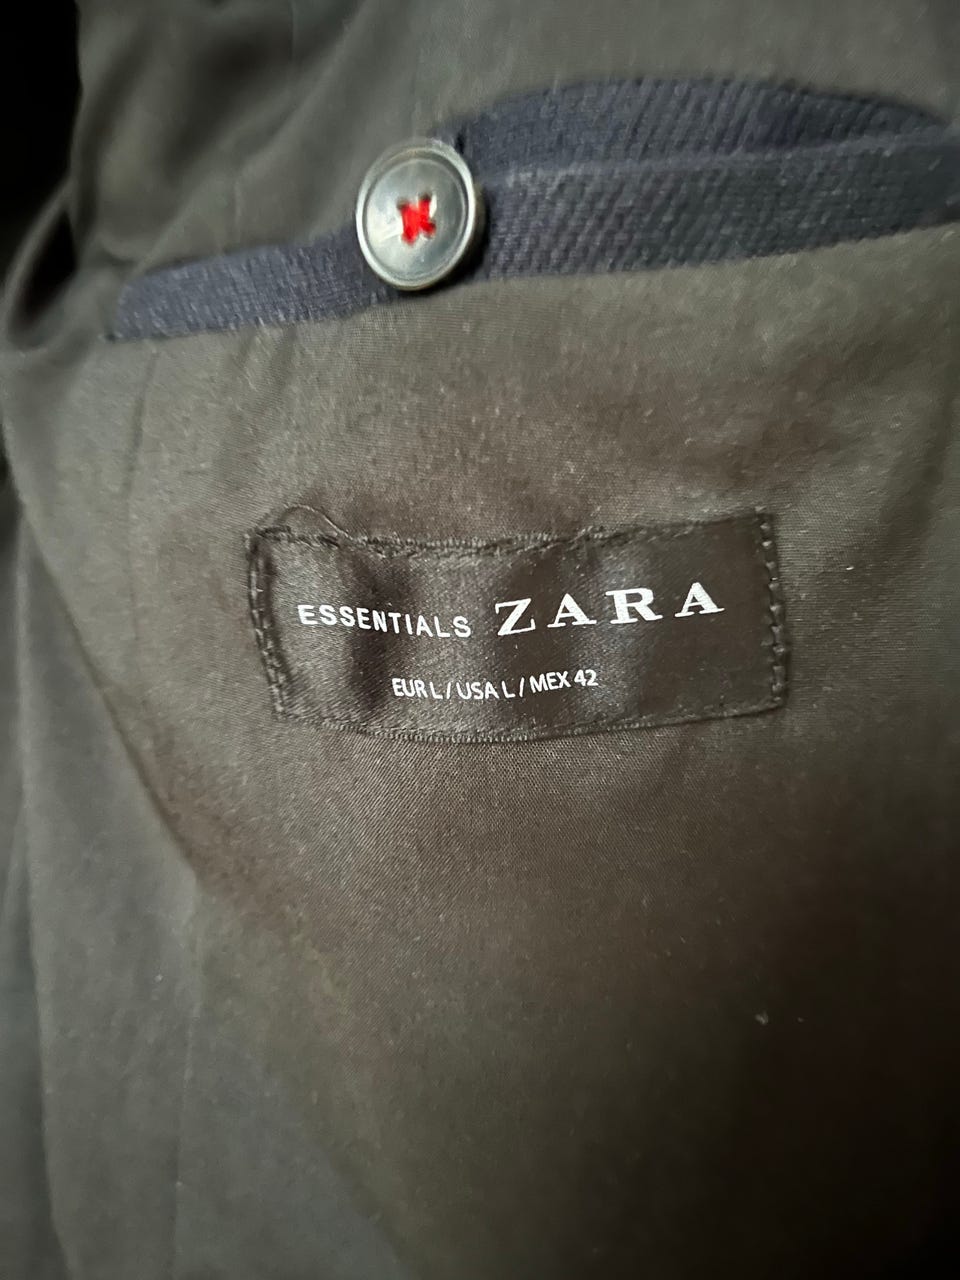 ESSENTIALS ZARA
EUR L / USA L / MEX 42